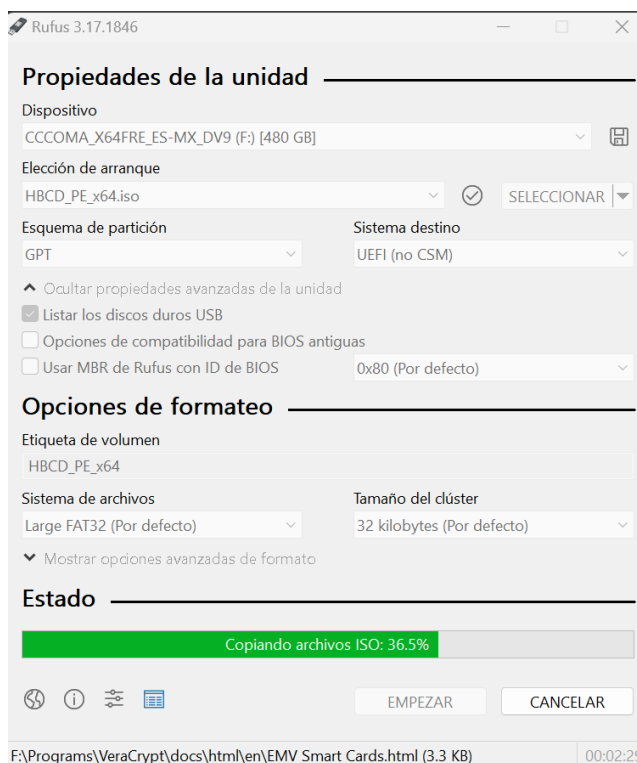 Rufus 3.17.1846
Propiedades de la unidad
Dispositivo
CCCOMA_X64FRE_ES-MX_DV9 (F:) [480 GB]
Elección de arranque
HBCD_PE_x64.iso
SELECCIONAR
Esquema de partición
Sistema destino
GPT
UEFI (no CSM)
Ocultar propiedades avanzadas de la unidad
Listar los discos duros USB
Opciones de compatibilidad para BIOS antiguas
Usar MBR de Rufus con ID de BIOS
0x80 (Por defecto)
Opciones de formateo
Etiqueta de volumen
HBCD_PE_x64
Sistema de archivos
Tamaño del clúster
Large FAT32 (Por defecto)
32 kilobytes (Por defecto)
Mostrar opciones avanzadas de formato
Estado
Copiando archivos ISO: 36.5%
EMPEZAR
CANCELAR
F:\Programs\VeraCrypt\docs\html\en\EMV Smart Cards.html (3.3 KB)
00:02:29